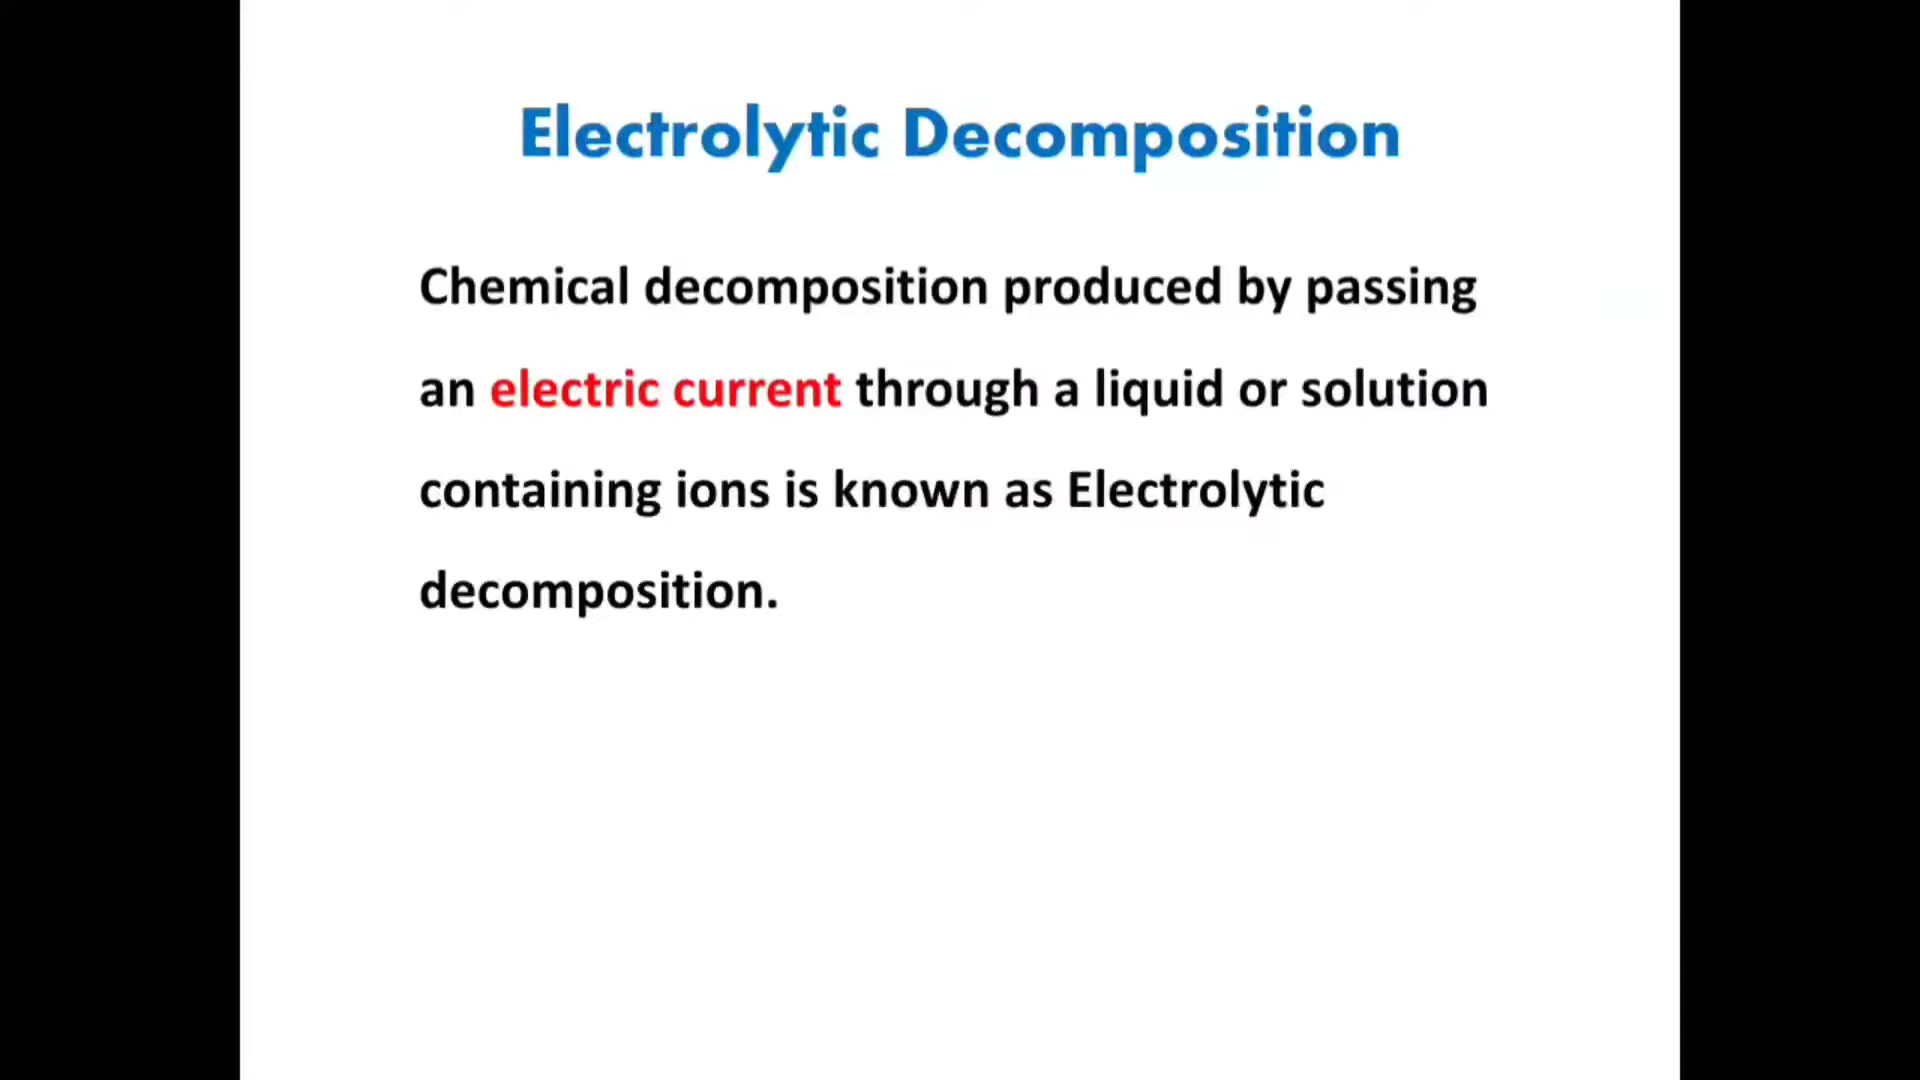 Electrolytic Decomposition
Chemical decomposition produced by passing
an electric current through a liquid or solution
containing ions is known as Electrolytic
decomposition.